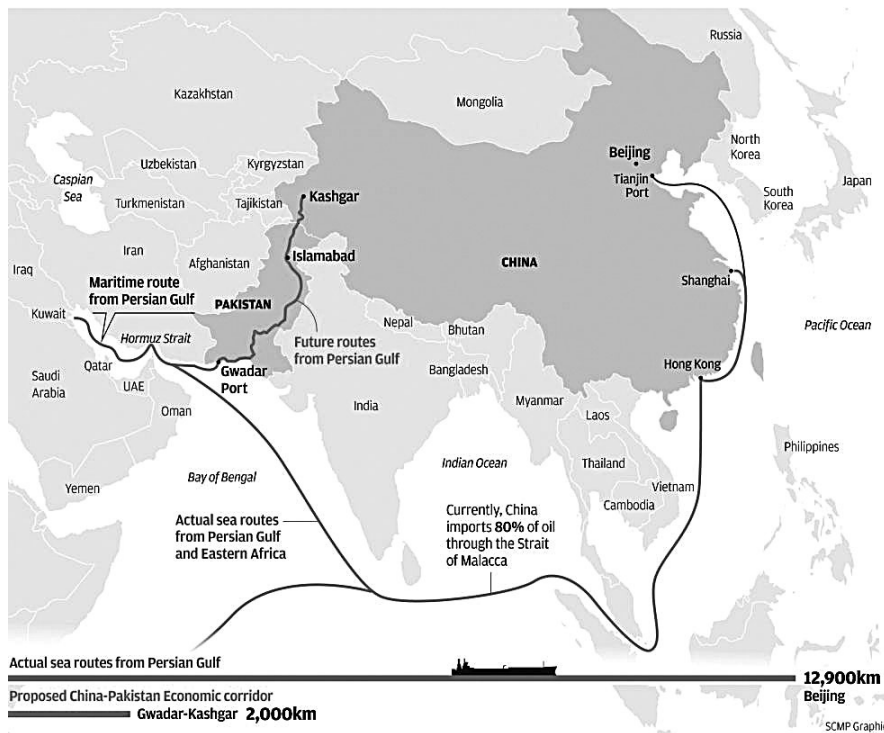 Russia
Kazakhstan
Mongolia
Beijing
North
Korea
Uzbekistan
Kyrgyzstan
Caspian
Sea
Tianjin
Port
Japan
South
Korea
Turkmenistan
Tajikistan
Kashgar
Iran
Afghanistan
Islamabad
CHINA
Iraq
Shanghai
Maritime route
from Persian Gulf
PAKISTAN
Kuwait
Hormuz Strait
Nepal
Bhutan
Pacific Ocean
Future routes
from Persian Gulf
Qatar
Gwadar
Port
Bangladesh
Hong Kong
Saudi
Arabia
UAE
Oman
India
Myanmar
Laos
Philippines
Bay of Bengal
Indian Ocean
Thailand
Yemen
Vietnam
Cambodia
Actual sea routes
from Persian Gulf
and Eastern Africa
Currently, China
imports 80% of oil
through the Strait
of Malacca
Actual sea routes from Persian Gulf
12,900km
Beijing
Proposed China-Pakistan Economic corridor
Gwadar-Kashgar 2,000km
SCMP Graphic